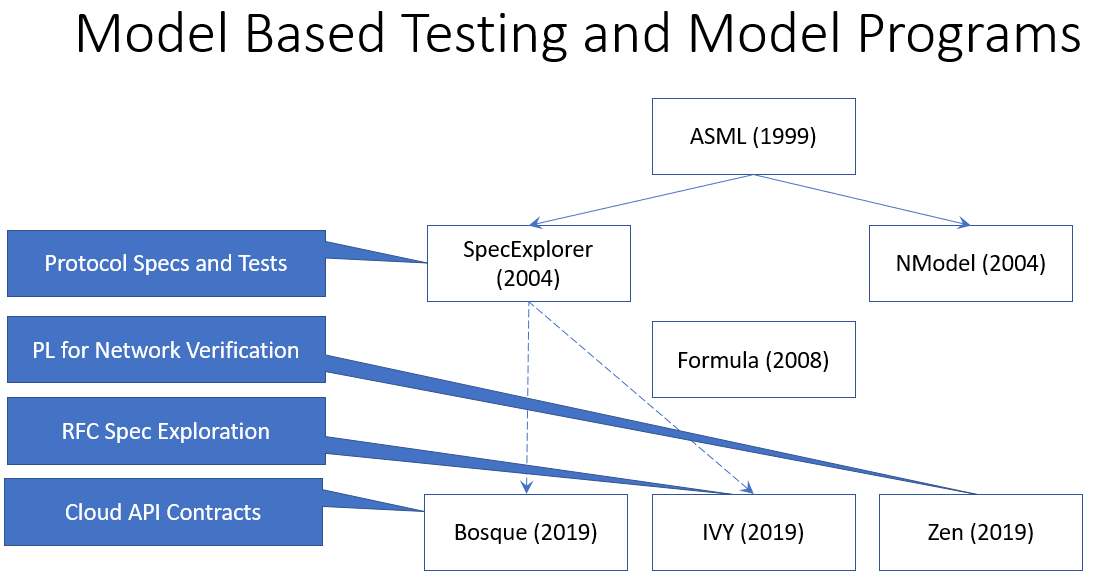 Model Based Testing and Model Programs
ASML (1999)
SpecExplorer
(2004)
NModel (2004)
Protocol Specs and Tests
PL for Network Verification
Formula (2008)
RFC Spec Exploration
Cloud API Contracts
Bosque (2019)
IVY (2019)
Zen (2019)